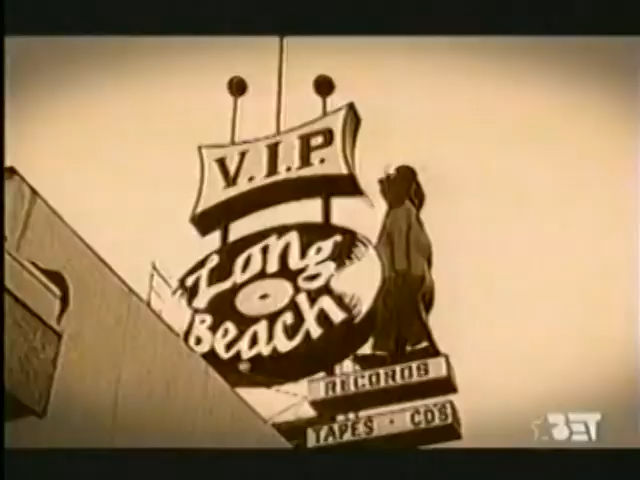 V.I.P.
Long
Beach
RECORDS
TAPES · CDS
BET